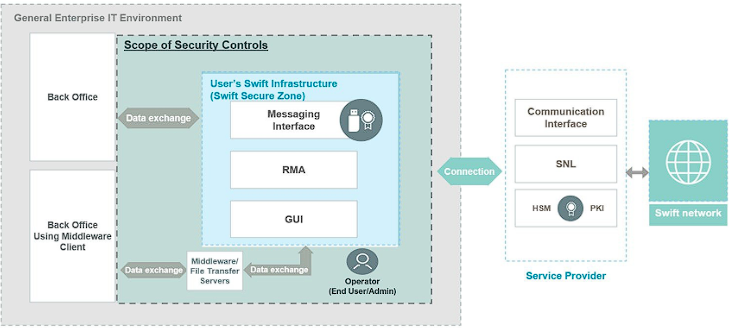 General Enterprise IT Environment
Scope of Security Controls
Back Office
Data exchange
User's Swift Infrastructure
(Swift Secure Zone)
Messaging
Interface
RMA
GUI
Back Office
Using Middleware
Client
Data exchange
Middleware/
File Transfer
Servers
Data exchange
Operator
(End User/Admin)
Connection
Communication
Interface
SNL
HSM
PKI
Service Provider
Swift network